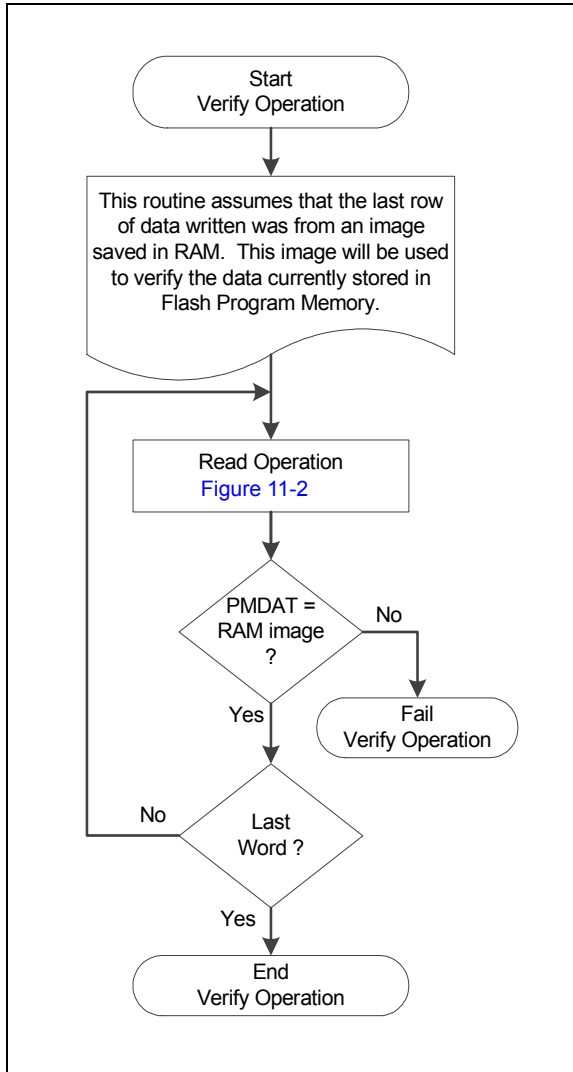 Start
Verify Operation
This routine assumes that the last row
of data written was from an image
saved in RAM. This image will be used
to verify the data currently stored in
Flash Program Memory.
Read Operation
Figure 11-2
PMDAT =
RAM image
?
No
Yes
Fail
Verify Operation
No
Last
Word ?
Yes
End
Verify Operation